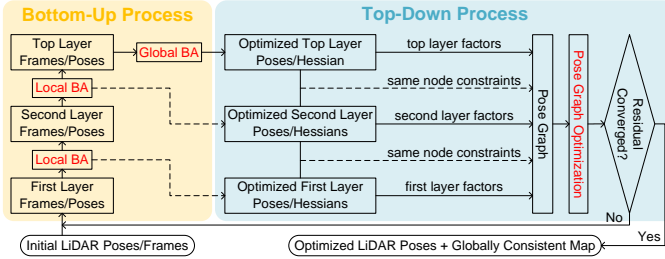 Bottom-Up Process
Top-Down Process
Top Layer
Frames/Poses
Global BA
Optimized Top Layer
Poses/Hessian
top layer factors
Local BA
same node constraints
Second Layer
Frames/Poses
Optimized Second Layer
Poses/Hessians
second layer factors
Local BA
same node constraints
First Layer
Frames/Poses
Optimized First Layer
Poses/Hessians
first layer factors
Pose Graph
Pose Graph Optimization
Residual
Converged?
No
Yes
Initial LiDAR Poses/Frames
Optimized LiDAR Poses + Globally Consistent Map